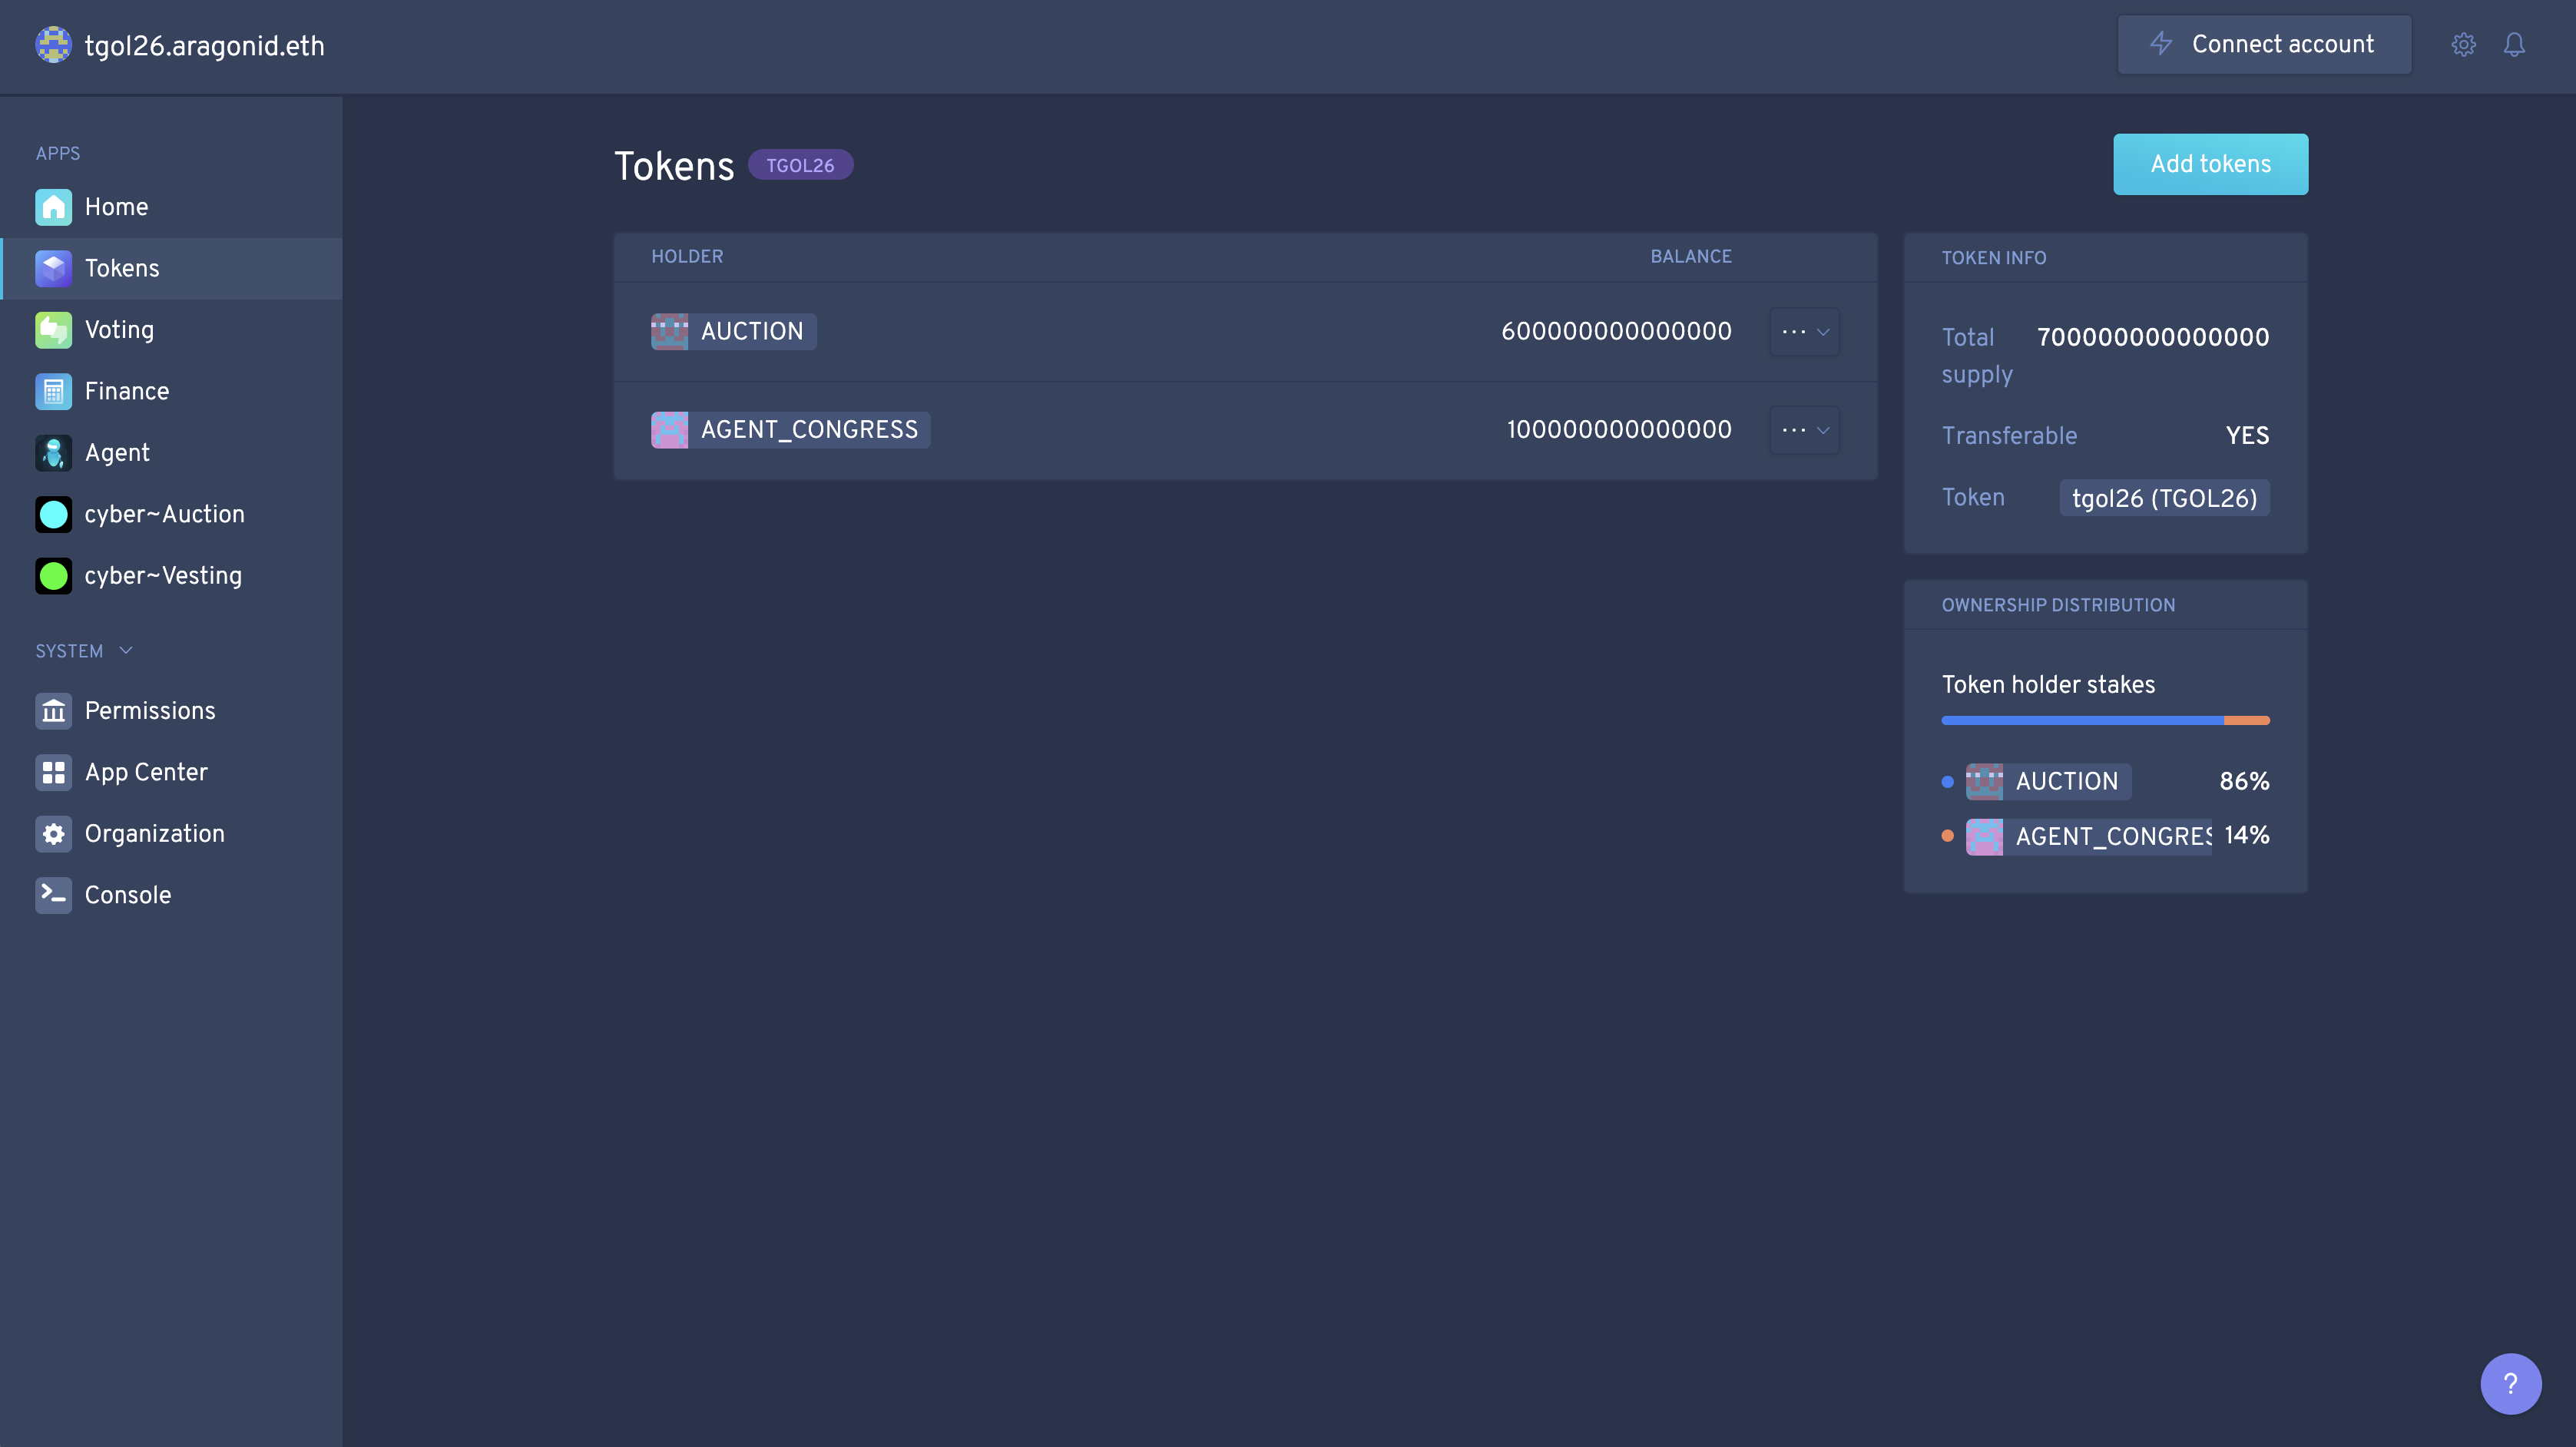 tgol26.aragonid.eth
Connect account
APPS
Home
Tokens
Voting
Finance
Agent
cyber~Auction
cyber~Vesting
SYSTEM
Permissions
App Center
Organization
Console
Tokens TGOL26
Add tokens
HOLDER BALANCE
AUCTION 600000000000000
AGENT_CONGRESS 100000000000000
TOKEN INFO
Total supply 700000000000000
Transferable YES
Token tgol26 (TGOL26)
OWNERSHIP DISTRIBUTION
Token holder stakes
AUCTION 86%
AGENT_CONGRES 14%
?